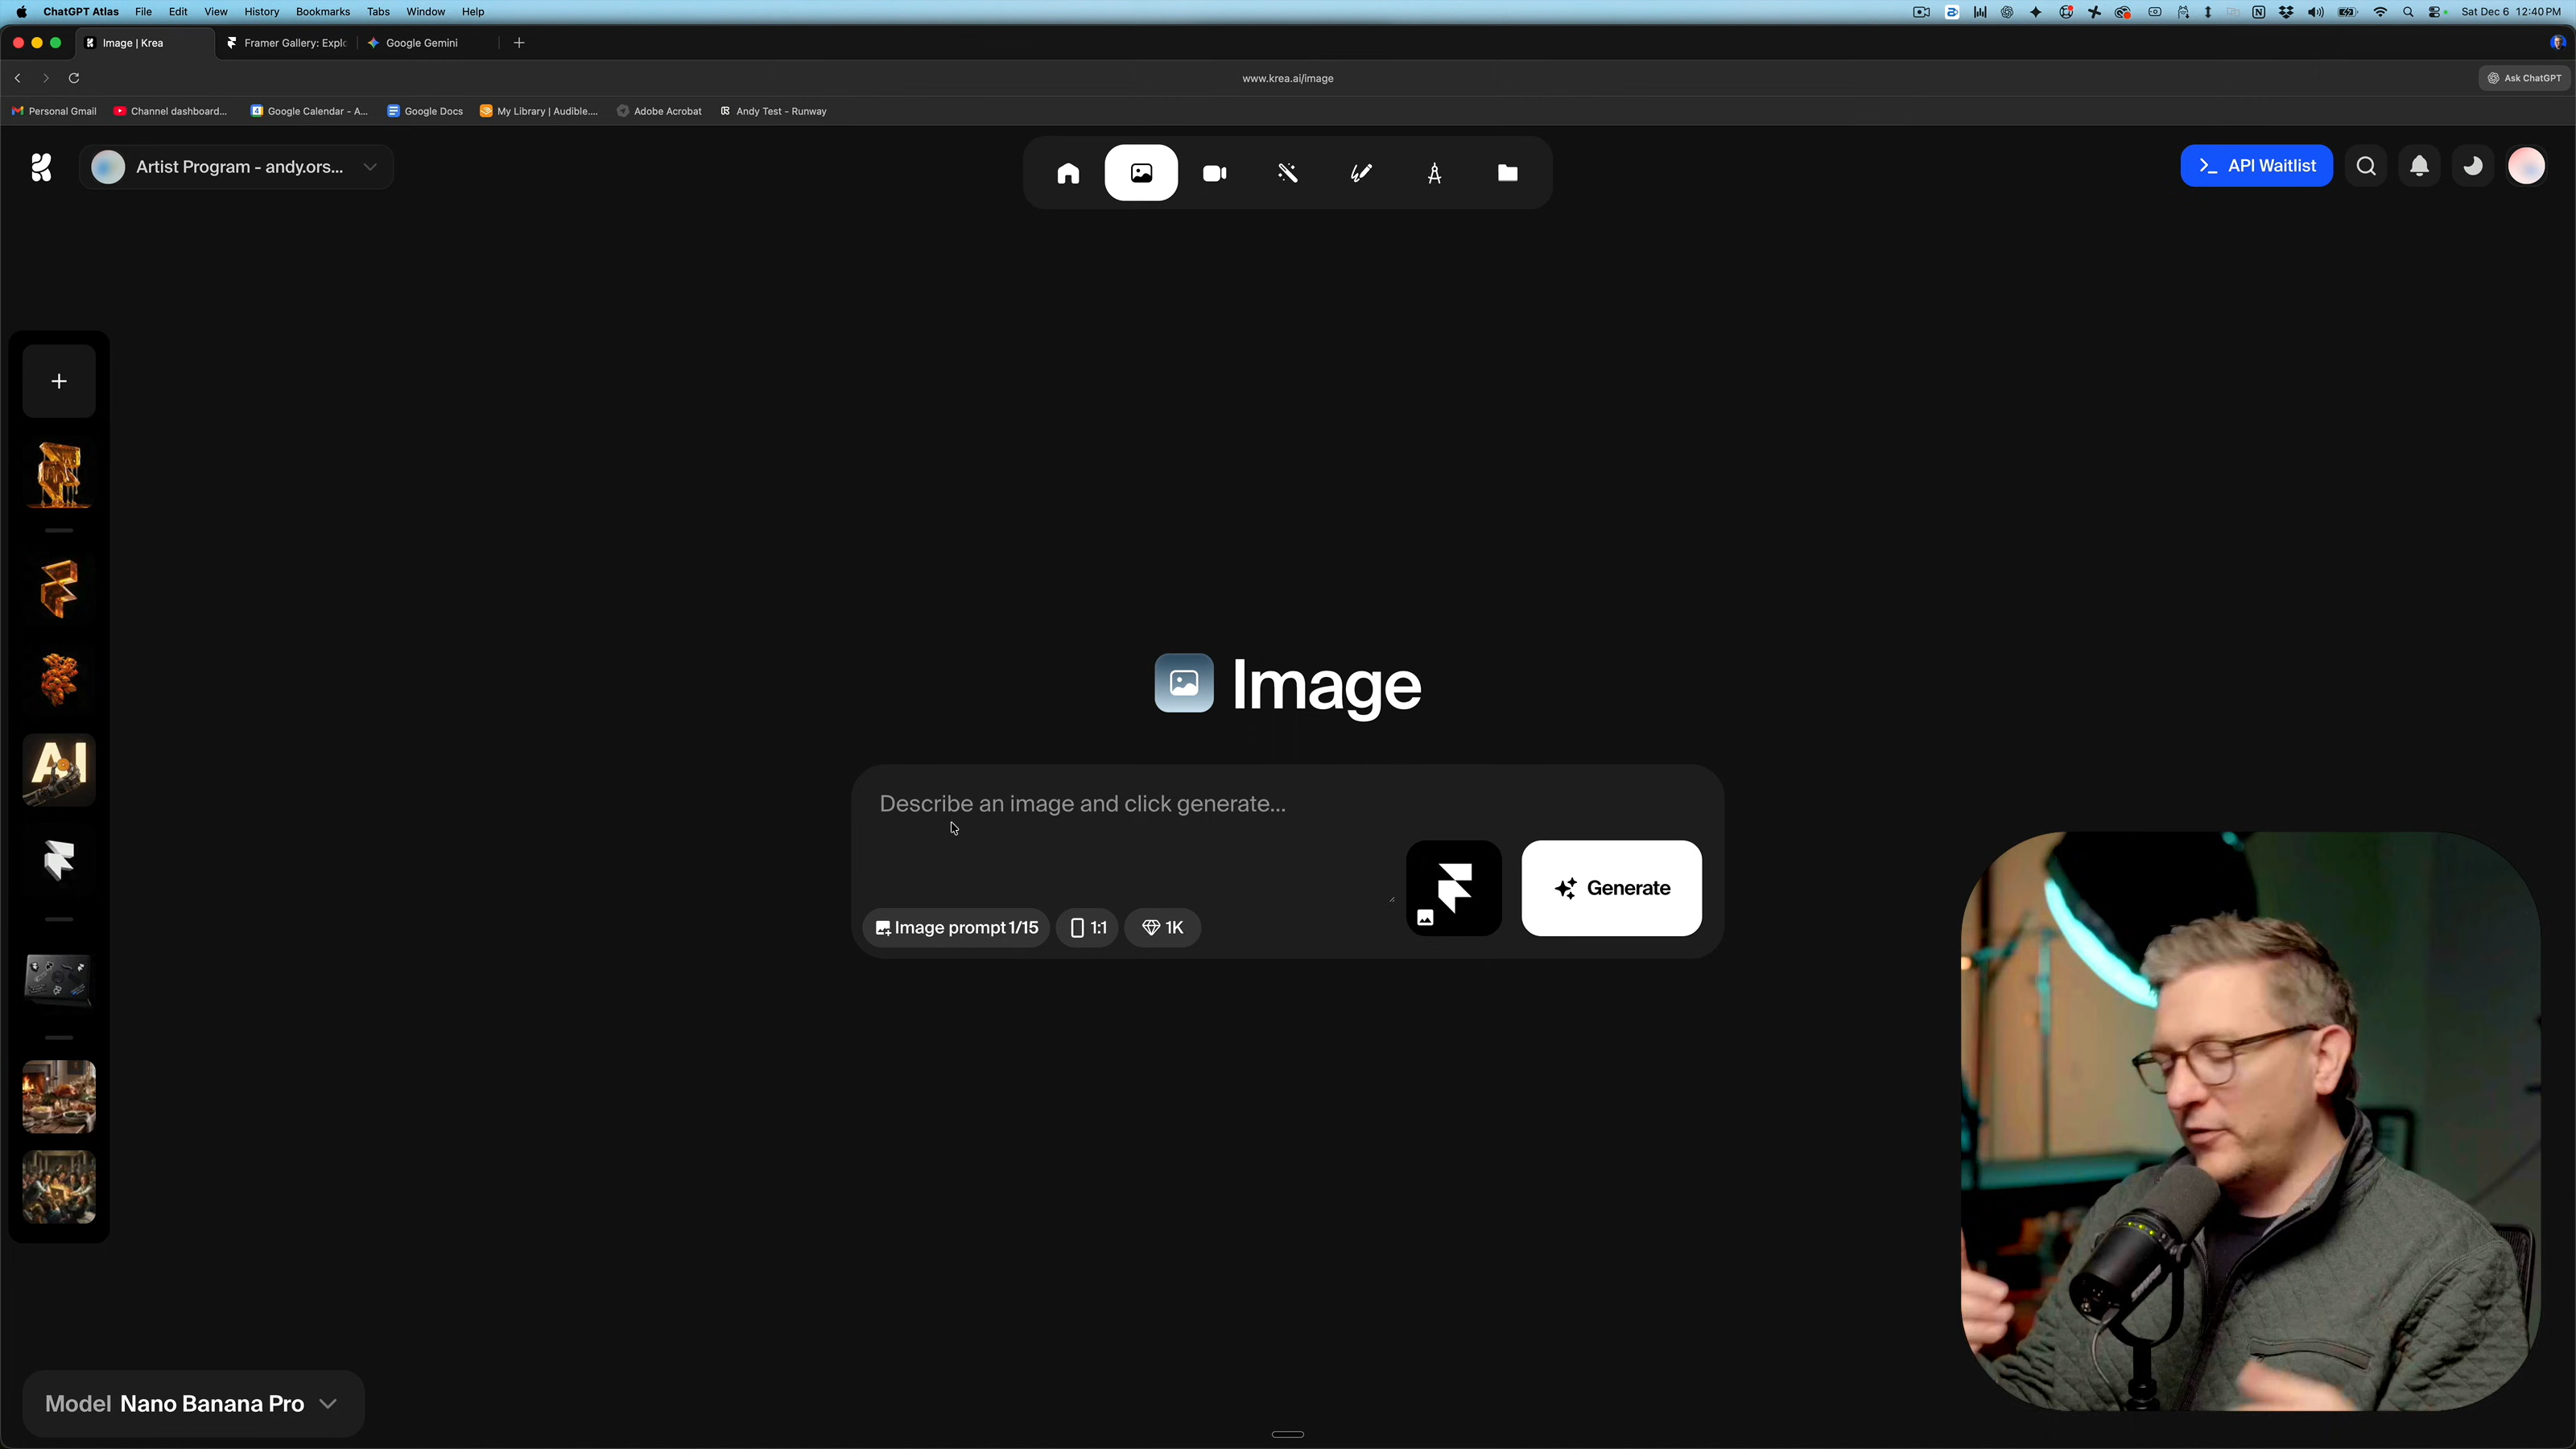 ChatGPT Atlas File Edit View History Bookmarks Tabs Window Help
Sat Dec 6 12:40 PM
Image | Krea
Framer Gallery: Explo
Google Gemini
www.krea.ai/image
Ask ChatGPT
Personal Gmail
Channel dashboard...
Google Calendar - A...
Google Docs
My Library | Audible....
Adobe Acrobat
Andy Test - Runway
Artist Program - andy.ors...
API Waitlist
AI
Image
Describe an image and click generate...
Generate
Image prompt 1/15
1:1
1K
Model Nano Banana Pro